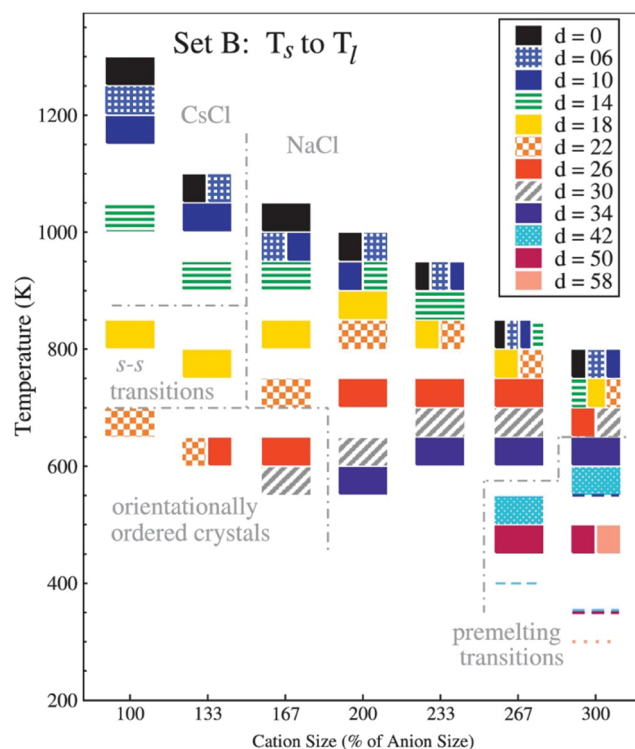 Set B: Ts to Tl
d = 0
d = 06
d = 10
d = 14
d = 18
d = 22
d = 26
d = 30
d = 34
d = 42
d = 50
d = 58
CsCl
NaCl
s-s
transitions
orientationally
ordered crystals
premelting
transitions
Temperature (K)
1200
1000
800
600
400
200
100
133
167
200
233
267
300
Cation Size (% of Anion Size)